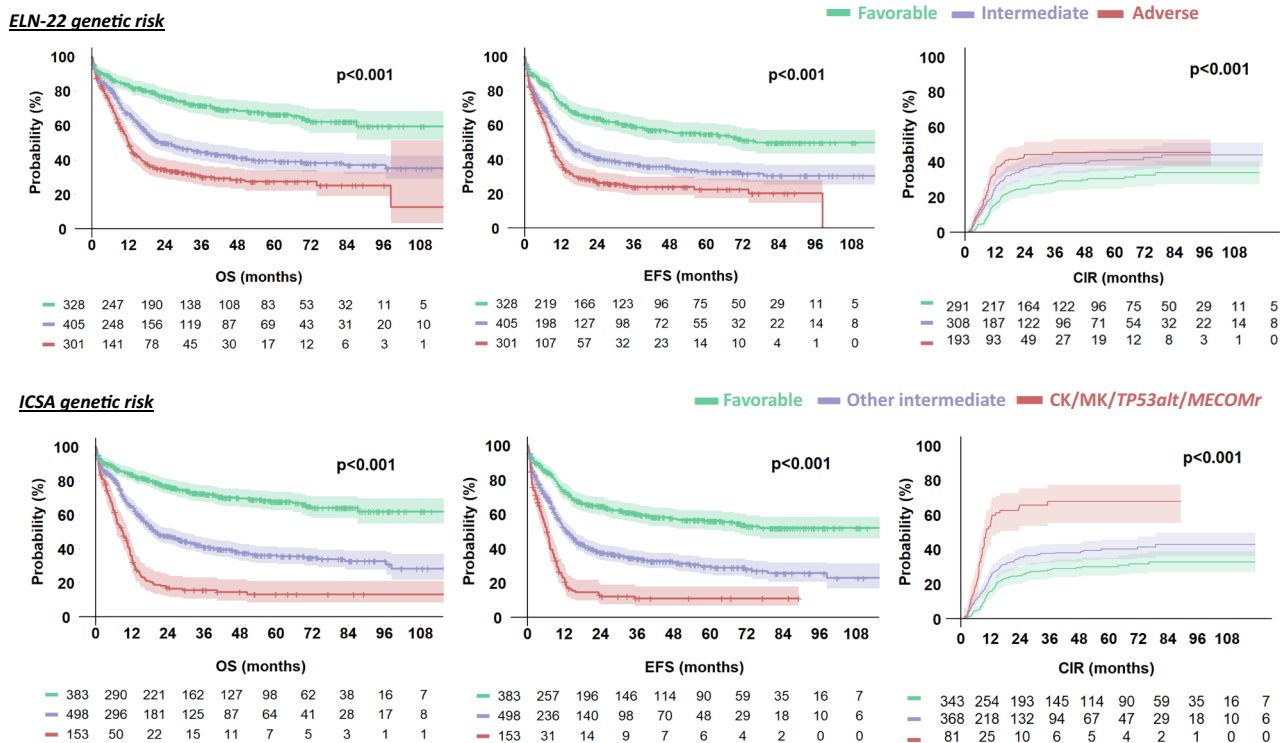 ELN-22 genetic risk
Favorable Intermediate Adverse
100 80 60 40 20 0
Probability (%)
p<0.001
0 12 24 36 48 60 72 84 96 108
OS (months)
328 247 190 138 108 83 53 32 11 5
405 248 156 119 87 69 43 31 20 10
301 141 78 45 30 17 12 6 3 1
100 80 60 40 20 0
Probability (%)
p<0.001
0 12 24 36 48 60 72 84 96 108
EFS (months)
328 219 166 123 96 75 50 29 11 5
405 198 127 98 72 55 32 22 14 8
301 107 57 32 23 14 10 4 1 0
100 80 60 40 20 0
Probability (%)
p<0.001
0 12 24 36 48 60 72 84 96 108
CIR (months)
291 217 164 122 96 75 50 29 11 5
308 187 122 96 71 54 32 22 14 8
193 93 49 27 19 12 8 3 1 0
ICSA genetic risk
Favorable Other intermediate CK/MK/TP53alt/MECOMr
100 80 60 40 20 0
Probability (%)
p<0.001
0 12 24 36 48 60 72 84 96 108
OS (months)
383 290 221 162 127 98 62 38 16 7
498 296 181 125 87 64 41 28 17 8
153 50 22 15 11 7 5 3 1 1
100 80 60 40 20 0
Probability (%)
p<0.001
0 12 24 36 48 60 72 84 96 108
EFS (months)
383 257 196 146 114 90 59 35 16 7
498 236 140 98 70 48 29 18 10 6
153 31 14 9 7 6 4 2 0 0
100 80 60 40 20 0
Probability (%)
p<0.001
0 12 24 36 48 60 72 84 96 108
CIR (months)
343 254 193 145 114 90 59 35 16 7
368 218 132 94 67 47 29 18 10 6
81 25 10 6 5 4 2 1 0 0